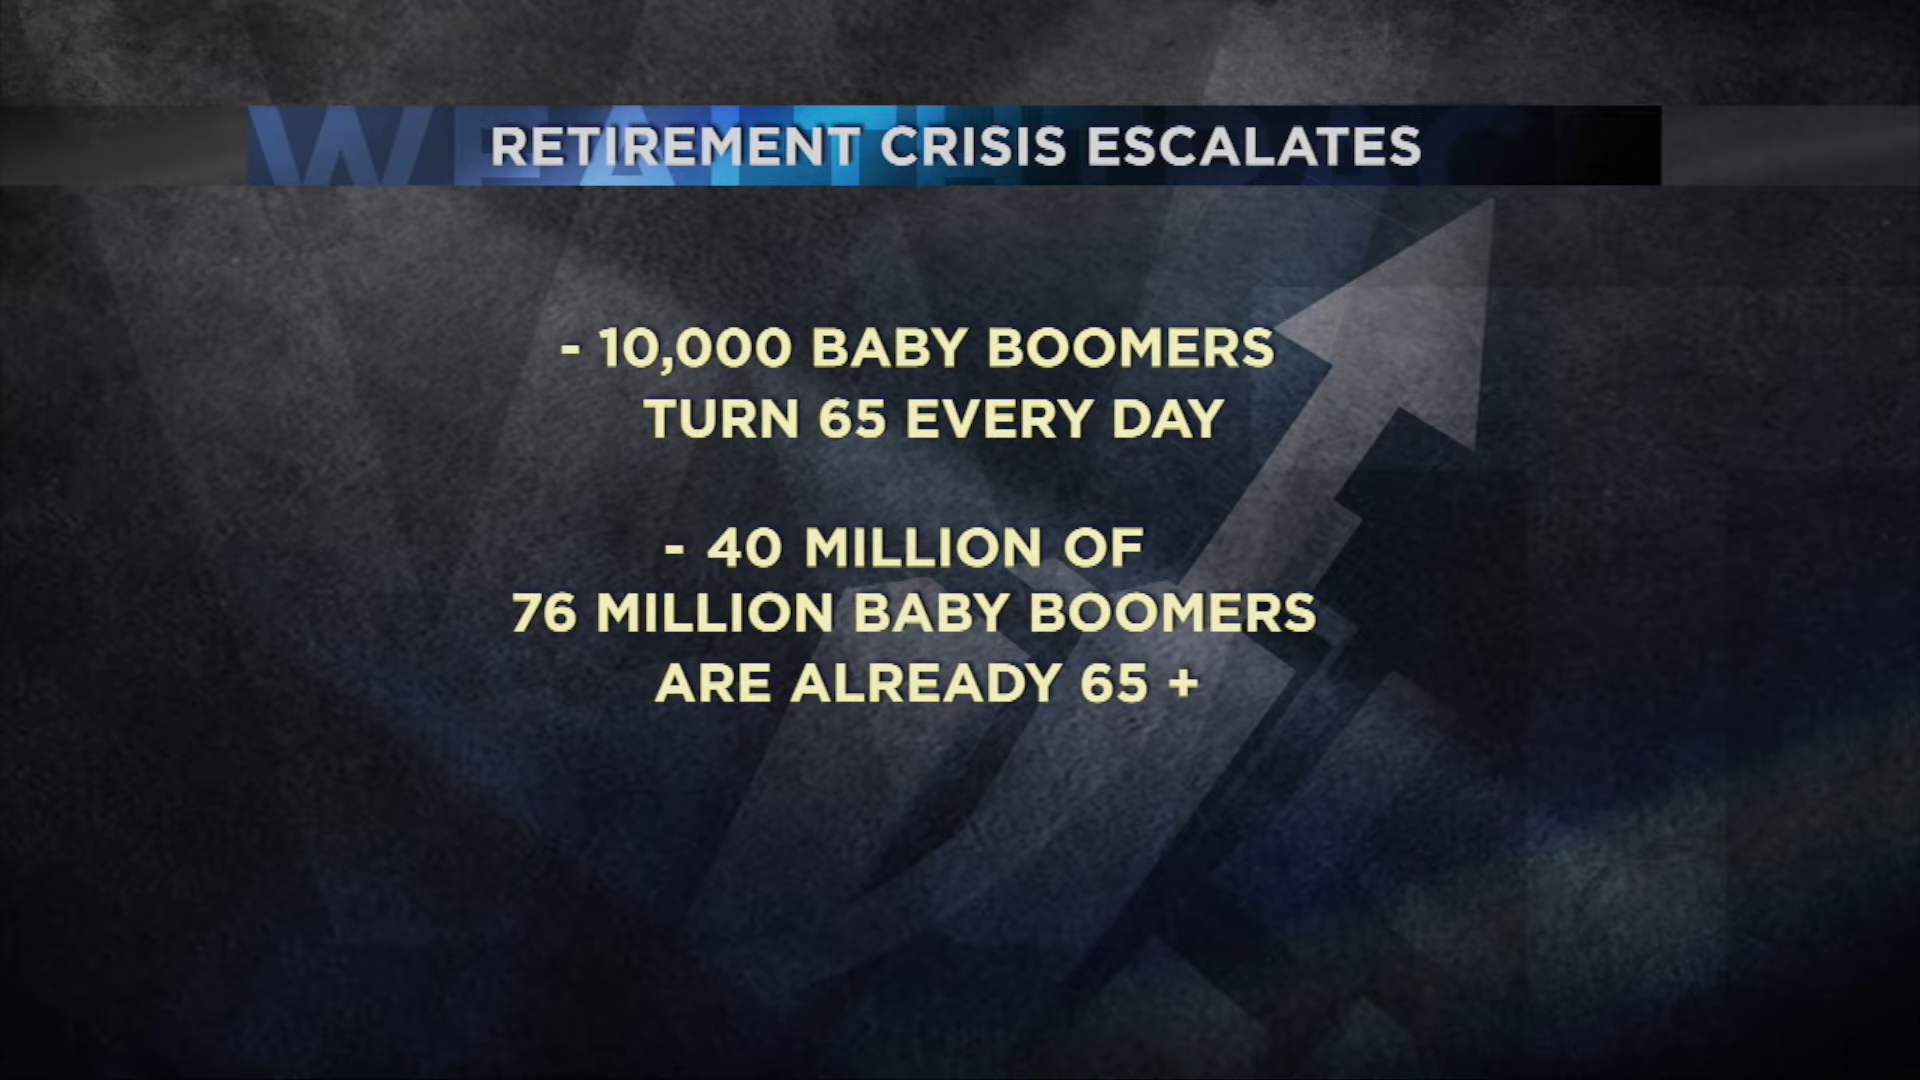 WEALTH
RETIREMENT CRISIS ESCALATES
- 10,000 BABY BOOMERS
TURN 65 EVERY DAY
- 40 MILLION OF
76 MILLION BABY BOOMERS
ARE ALREADY 65 +